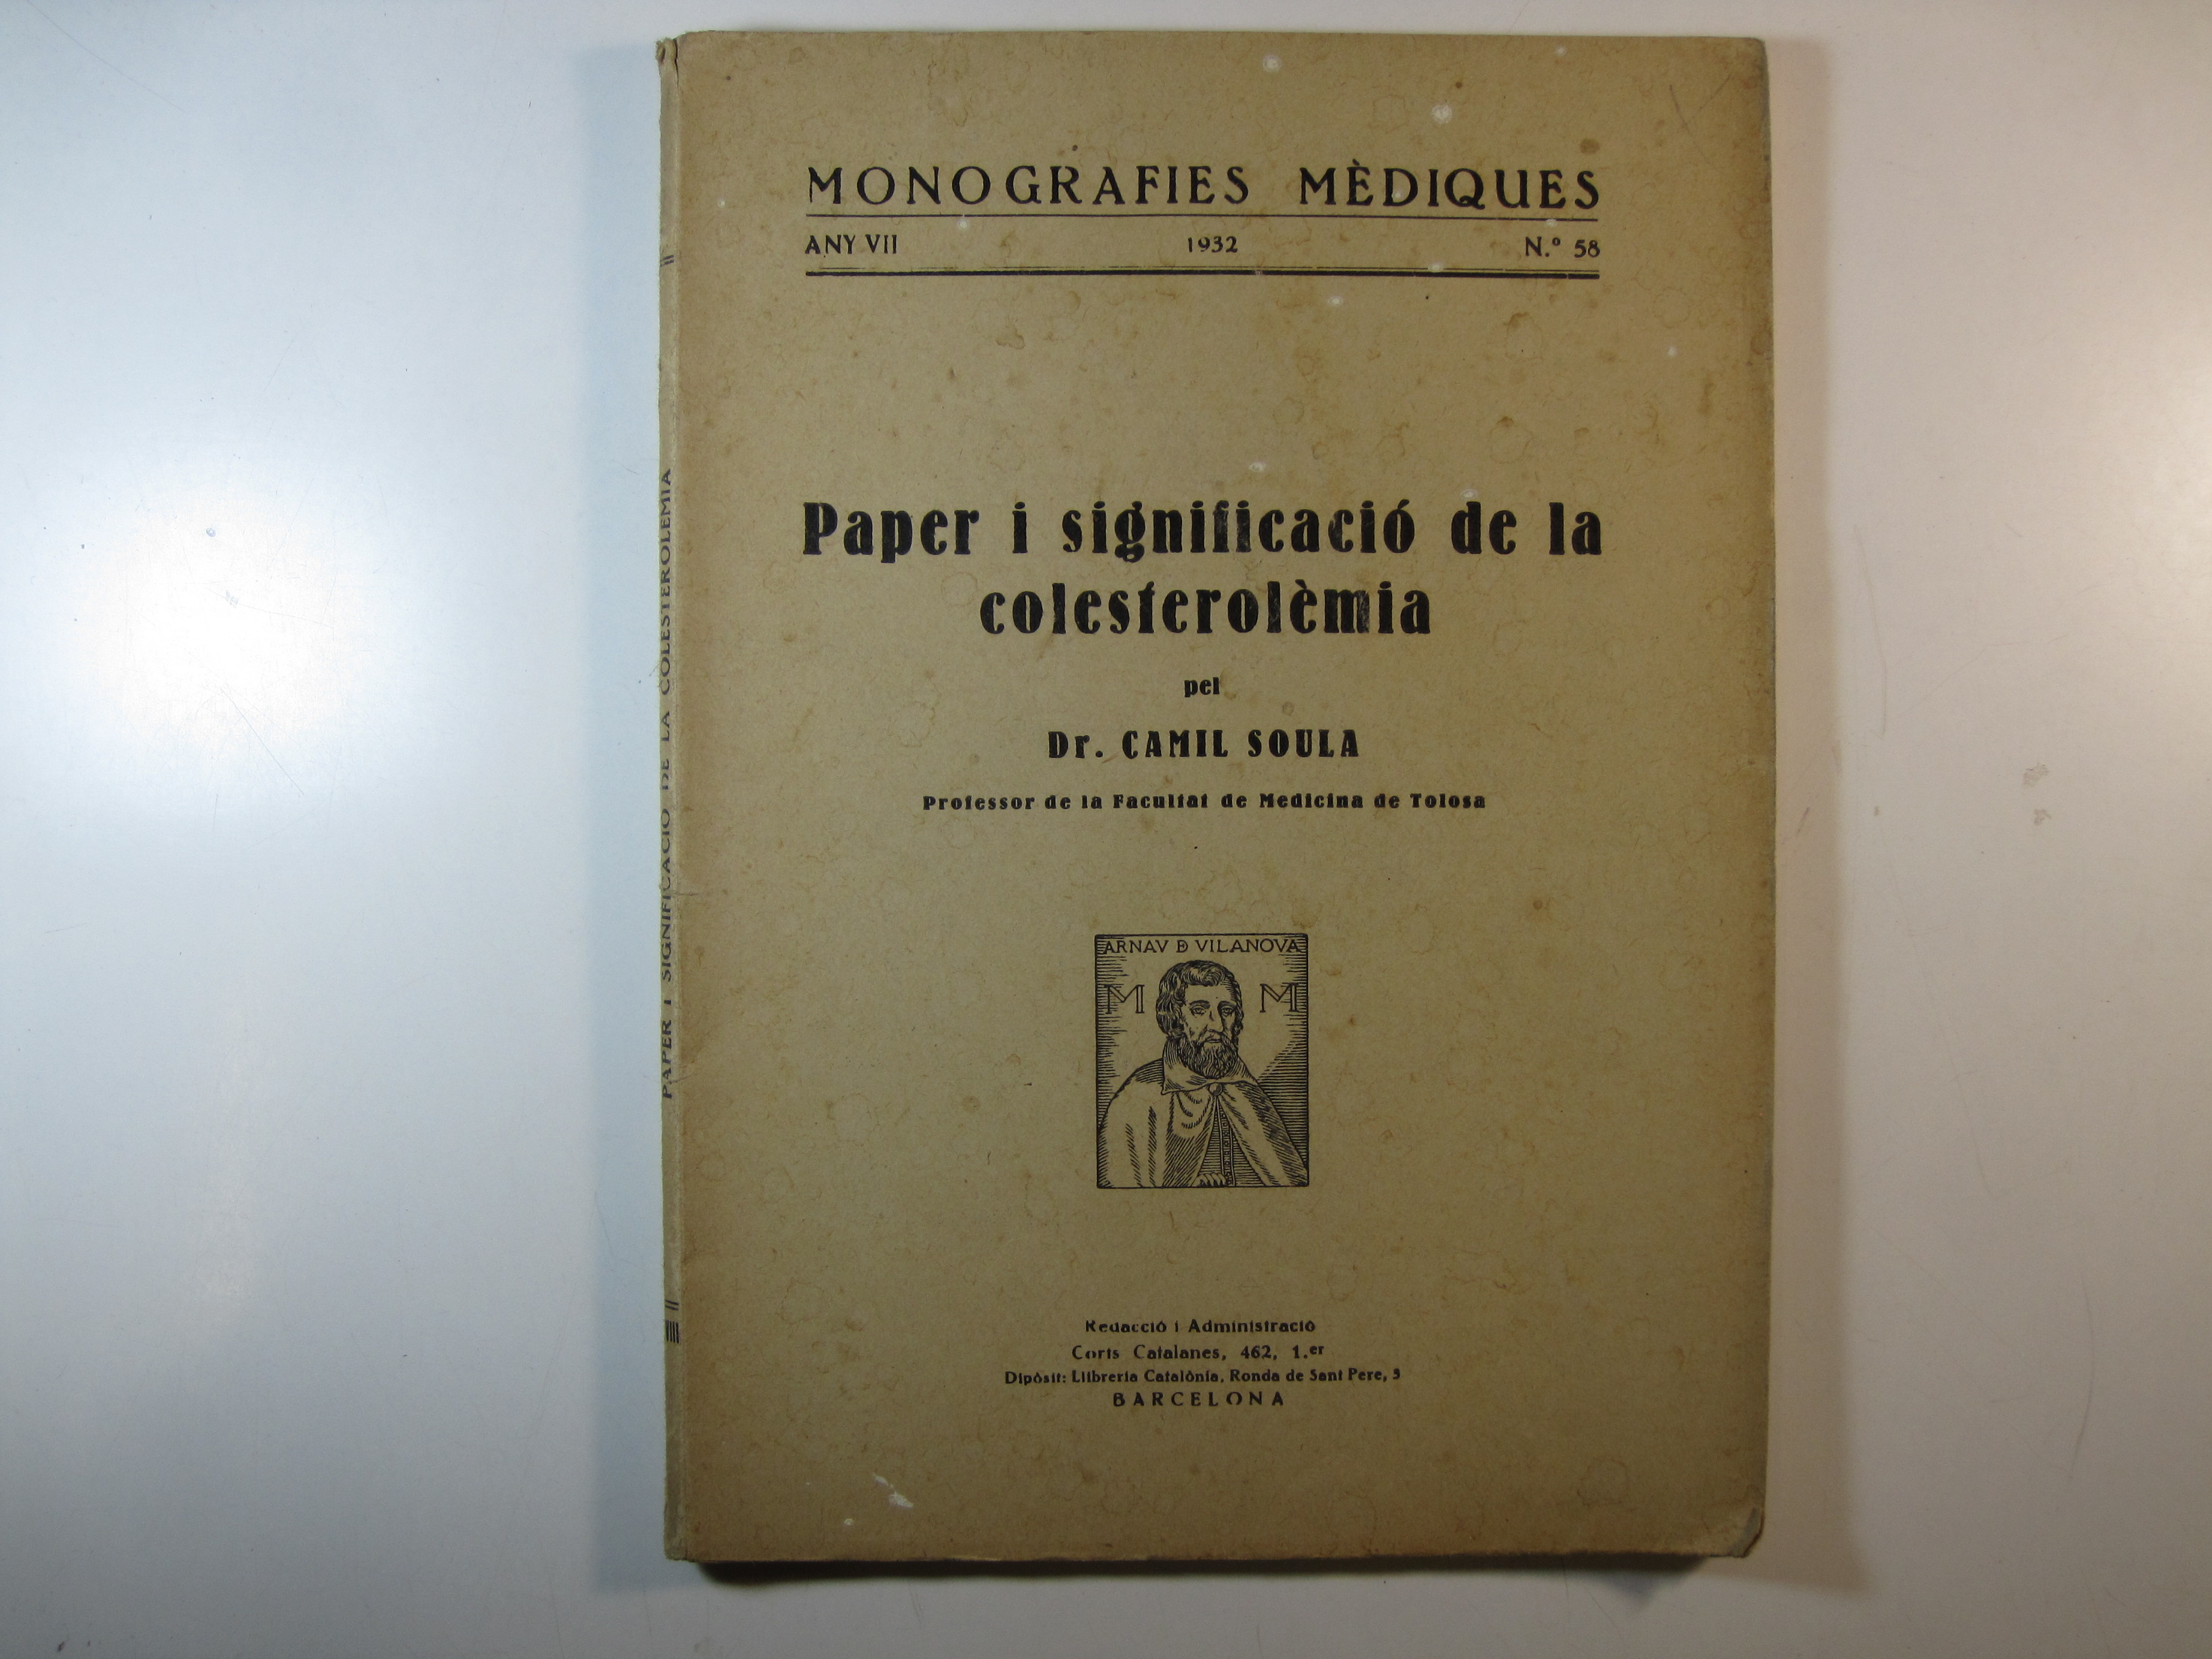 MONOGRAFIES MÈDIQUES
ANY VII 1932 N.º 58
Paper i significació de la
colesterolèmia
pel
Dr. CAMIL SOULA
Professor de la Facultat de Medicina de Tolosa
ARNAV DE VILANOVA
M M
Redacció i Administració
Corts Catalanes, 462, 1.er
Dipòsit: Llibreria Catalònia, Ronda de Sant Pere, 3
BARCELONA
PAPER I SIGNIFICACIÓ DE LA COLESTEROLÈMIA